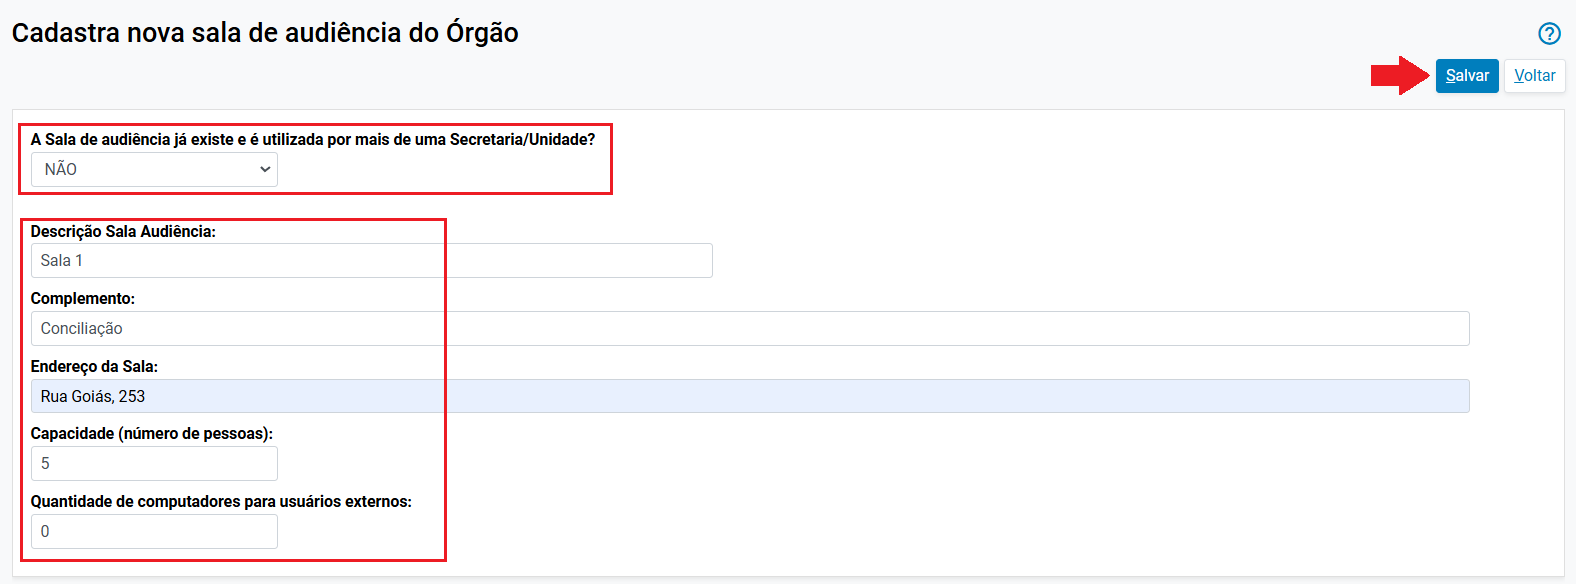 Cadastra nova sala de audiência do Órgão
?
Salvar Voltar
A Sala de audiência já existe e é utilizada por mais de uma Secretaria/Unidade?
NÃO
Descrição Sala Audiência:
Sala 1
Complemento:
Conciliação
Endereço da Sala:
Rua Goiás, 253
Capacidade (número de pessoas):
5
Quantidade de computadores para usuários externos:
0